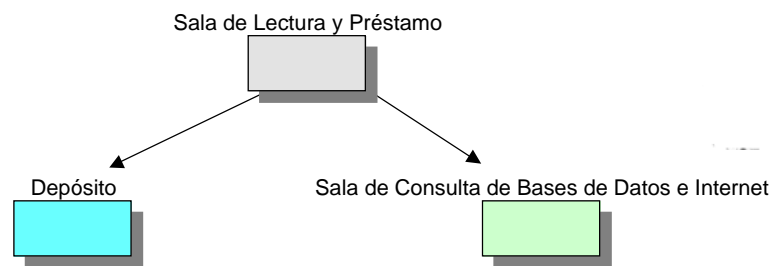 Sala de Lectura y Préstamo
Depósito
Sala de Consulta de Bases de Datos e Internet